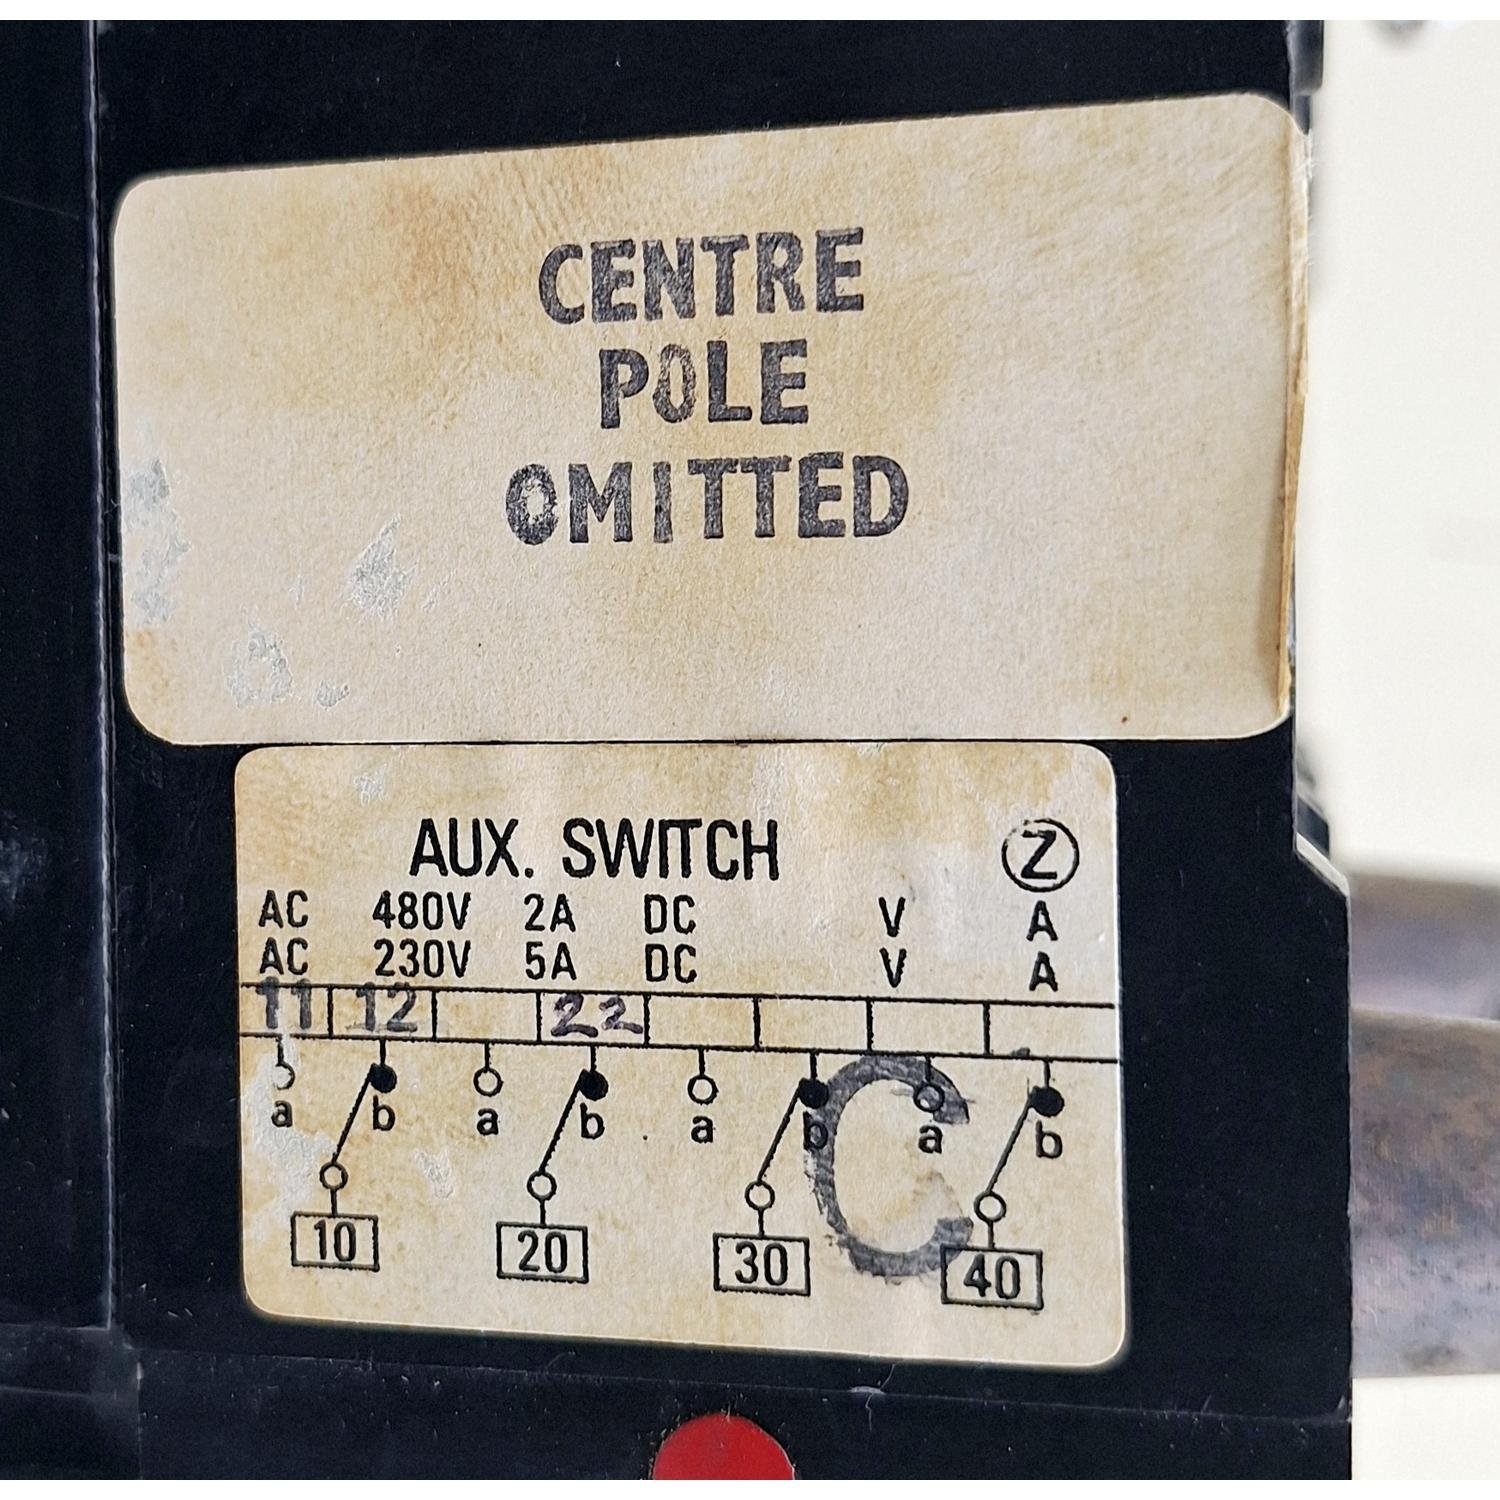 CENTRE
POLE
OMITTED
AUX. SWITCH Z
AC 480V 2A DC V A
AC 230V 5A DC V A
11 12 22
a b a b a b a b
C
10 20 30 40